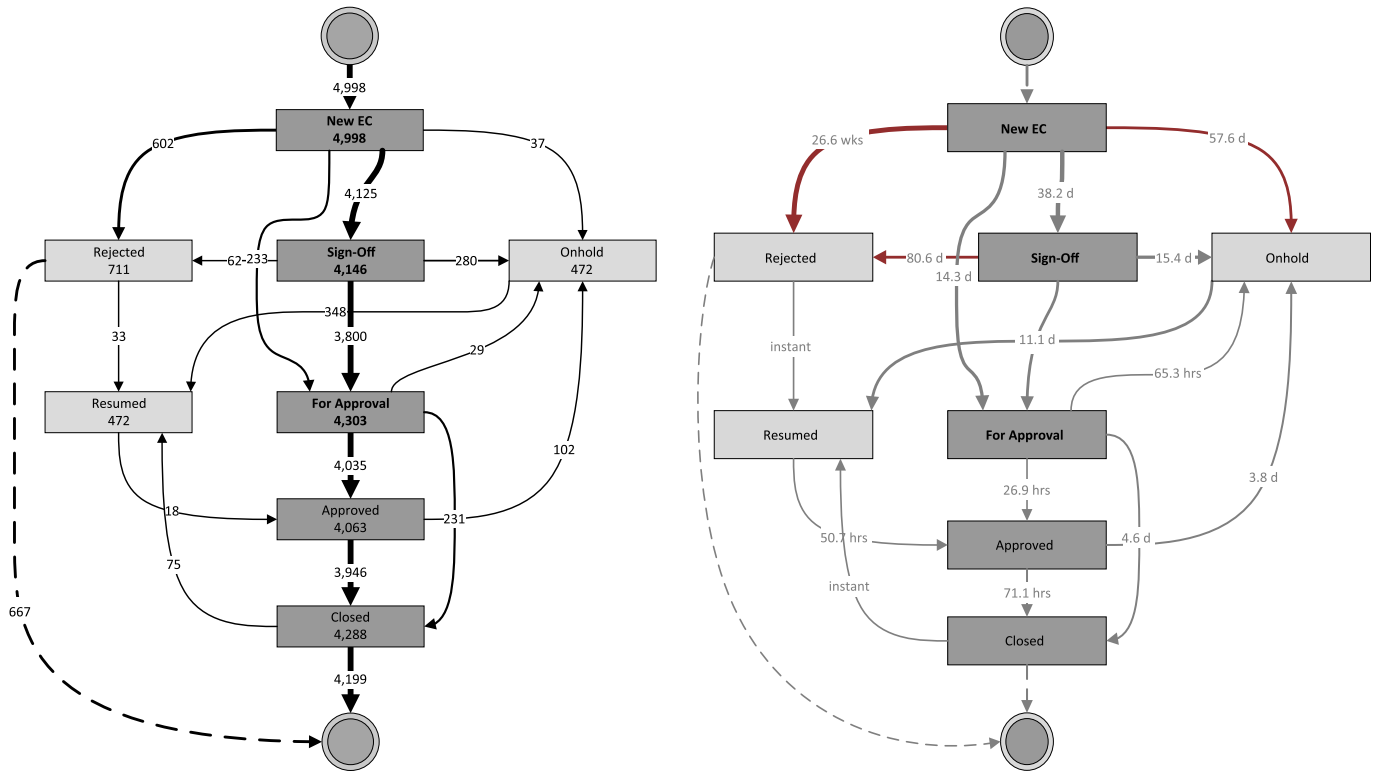 4,998
New EC
4,998
602
37
4,125
Rejected
711
62
233
Sign-Off
4,146
280
Onhold
472
348
33
3,800
29
Resumed
472
For Approval
4,303
4,035
102
18
Approved
4,063
231
75
3,946
Closed
4,288
667
4,199
New EC
26.6 wks
57.6 d
38.2 d
Rejected
80.6 d
14.3 d
Sign-Off
15.4 d
Onhold
instant
11.1 d
65.3 hrs
Resumed
For Approval
26.9 hrs
3.8 d
50.7 hrs
Approved
4.6 d
instant
71.1 hrs
Closed